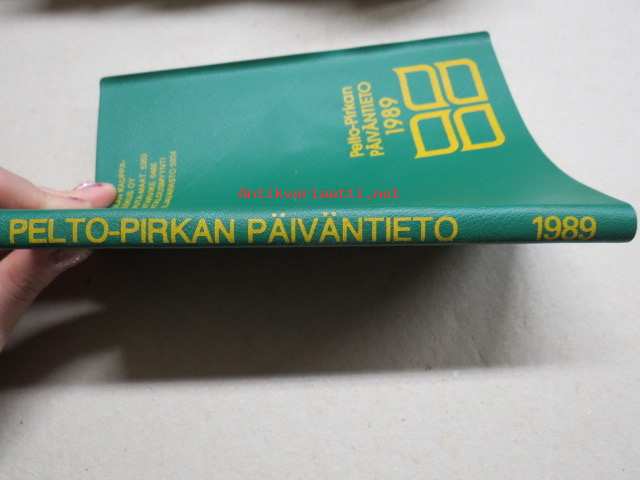 Pelto-Pirkan
PÄIVÄNTIETO
1989
Antikvariaatti.net
PELTO-PIRKAN PÄIVÄNTIETO 1989